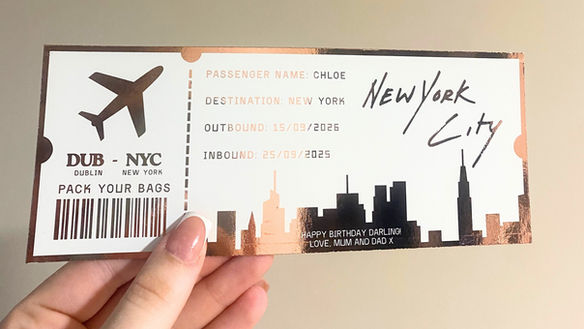 DUB - NYC
DUBLIN NEW YORK
PACK YOUR BAGS
PASSENGER NAME: CHLOE
DESTINATION: NEW YORK
OUTBOUND: 15/09/2026
INBOUND: 25/09/2025
New York
City
HAPPY BIRTHDAY DARLING!
LOVE, MUM AND DAD X